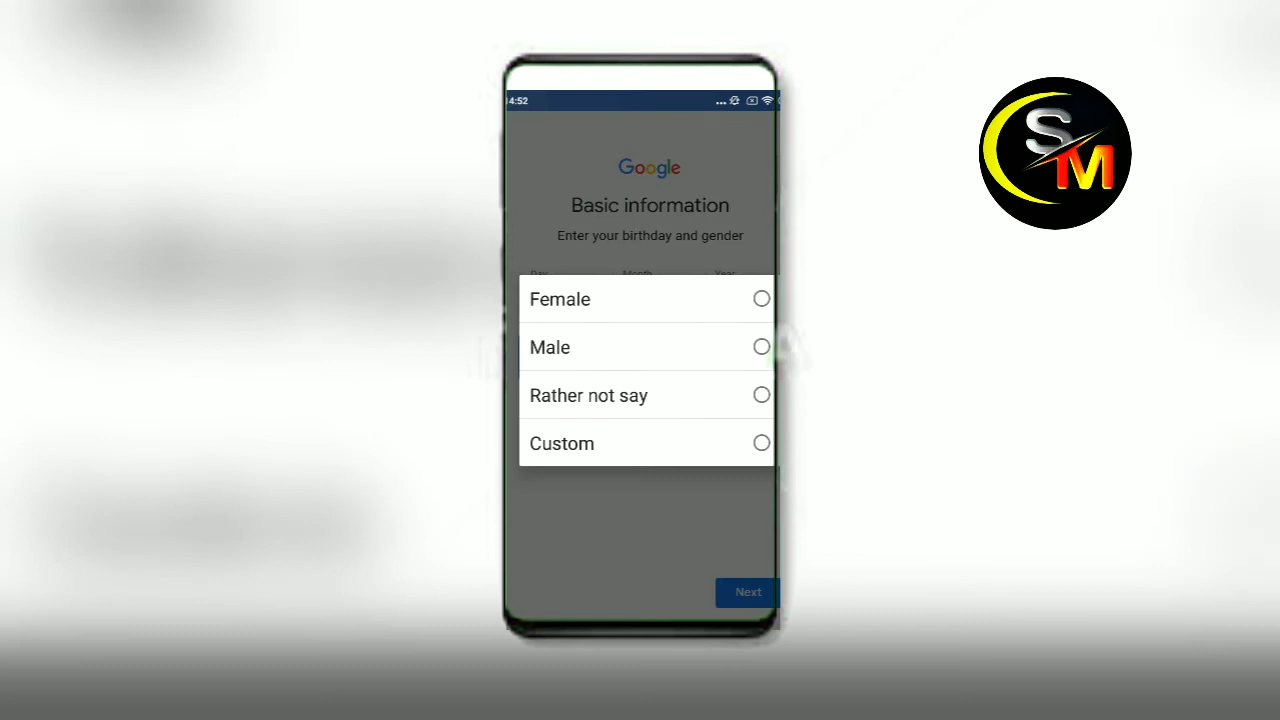 4:52
Google
Basic information
Enter your birthday and gender
Day Month Year
Female
Male
Rather not say
Custom
Next
SM